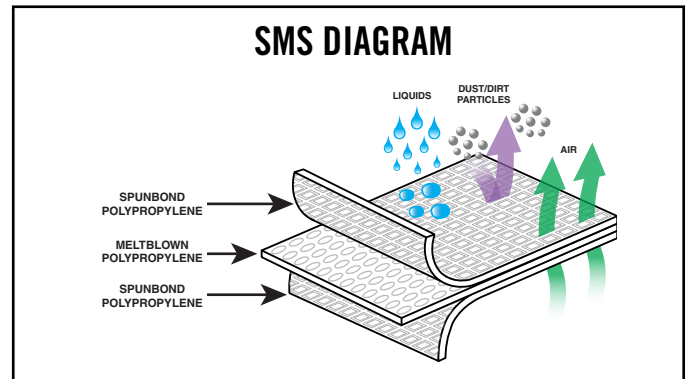 SMS DIAGRAM
LIQUIDS
DUST/DIRT
PARTICLES
AIR
SPUNBOND
POLYPROPYLENE
MELTBLOWN
POLYPROPYLENE
SPUNBOND
POLYPROPYLENE